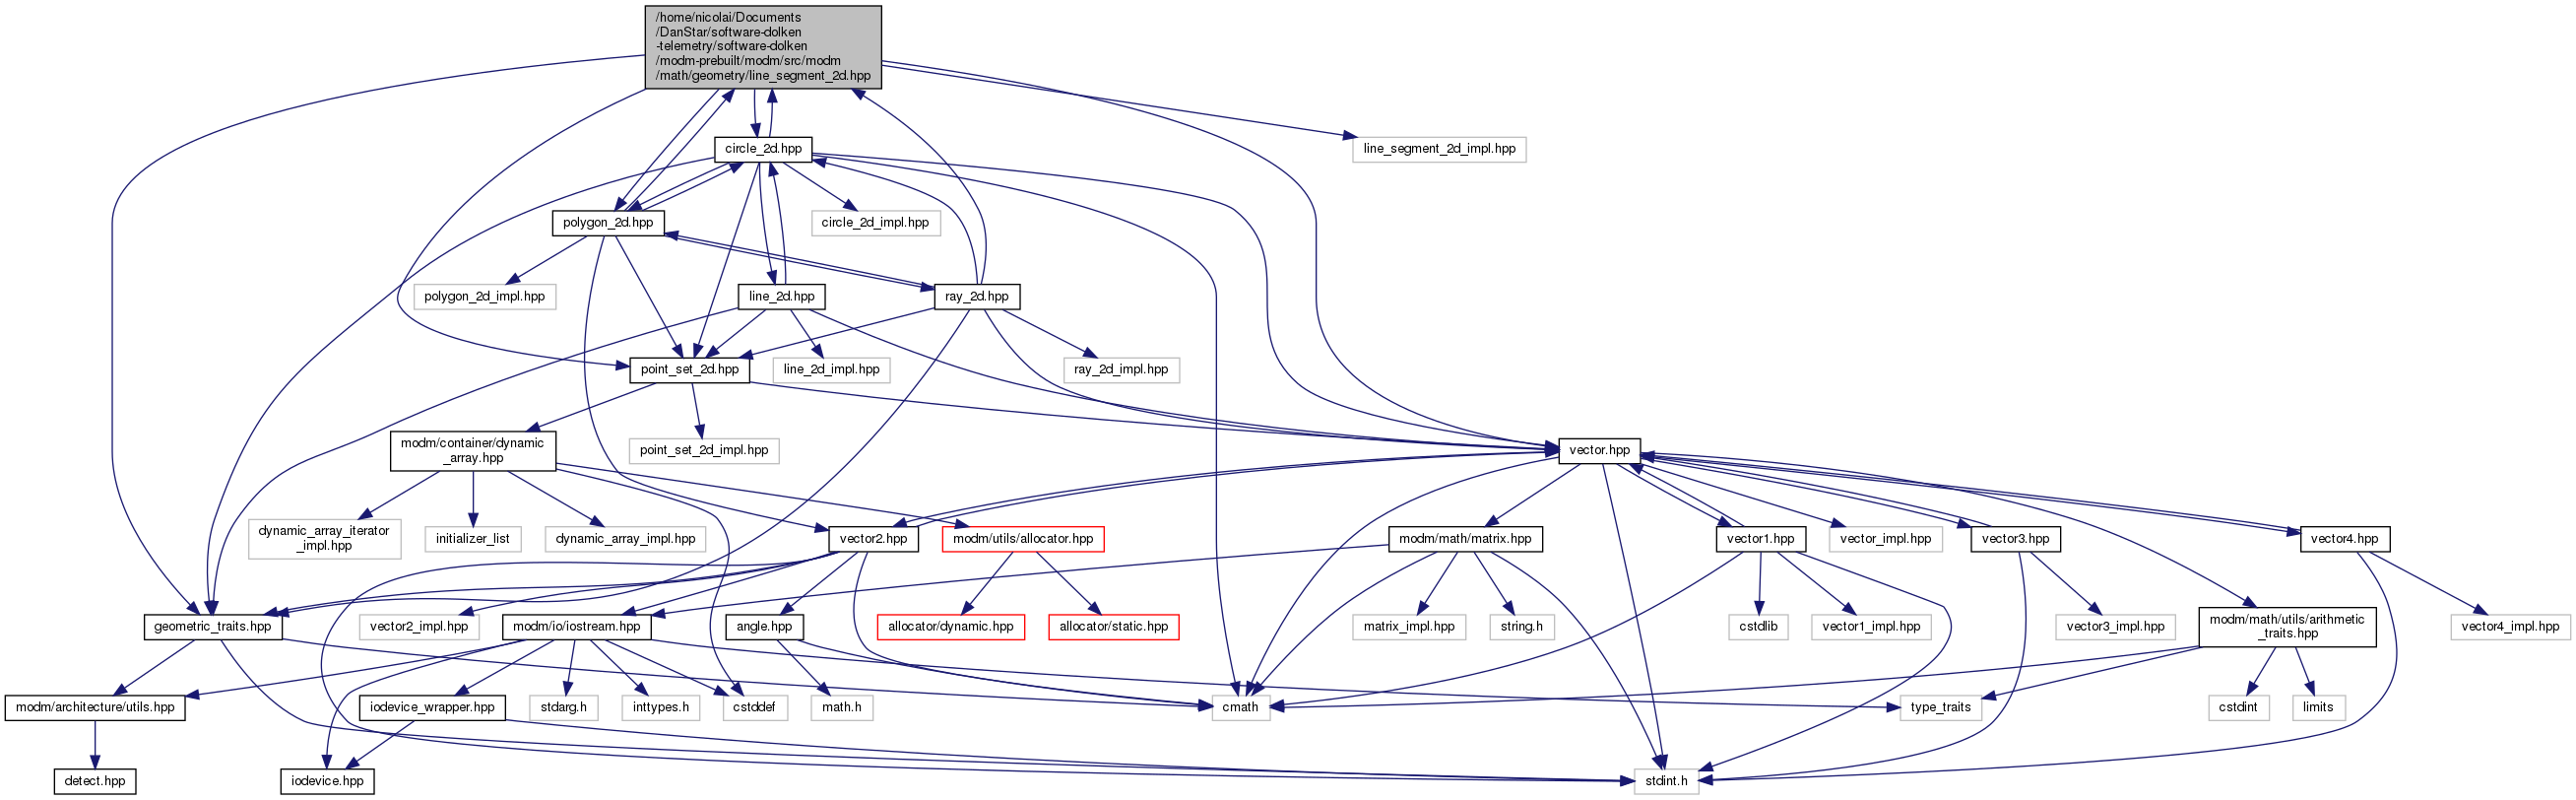 /home/nicolai/Documents
/DanStar/software-dolken
-telemetry/software-dolken
/modm-prebuilt/modm/src/modm
/math/geometry/line_segment_2d.hpp
circle_2d.hpp
line_segment_2d_impl.hpp
polygon_2d.hpp
circle_2d_impl.hpp
polygon_2d_impl.hpp
line_2d.hpp
ray_2d.hpp
point_set_2d.hpp
line_2d_impl.hpp
ray_2d_impl.hpp
modm/container/dynamic
_array.hpp
point_set_2d_impl.hpp
vector.hpp
dynamic_array_iterator
_impl.hpp
initializer_list
dynamic_array_impl.hpp
vector2.hpp
modm/utils/allocator.hpp
modm/math/matrix.hpp
vector1.hpp
vector_impl.hpp
vector3.hpp
vector4.hpp
geometric_traits.hpp
vector2_impl.hpp
modm/io/iostream.hpp
angle.hpp
allocator/dynamic.hpp
allocator/static.hpp
matrix_impl.hpp
string.h
cstdlib
vector1_impl.hpp
vector3_impl.hpp
modm/math/utils/arithmetic
_traits.hpp
vector4_impl.hpp
modm/architecture/utils.hpp
iodevice_wrapper.hpp
stdarg.h
inttypes.h
cstddef
math.h
cmath
type_traits
cstdint
limits
detect.hpp
iodevice.hpp
stdint.h